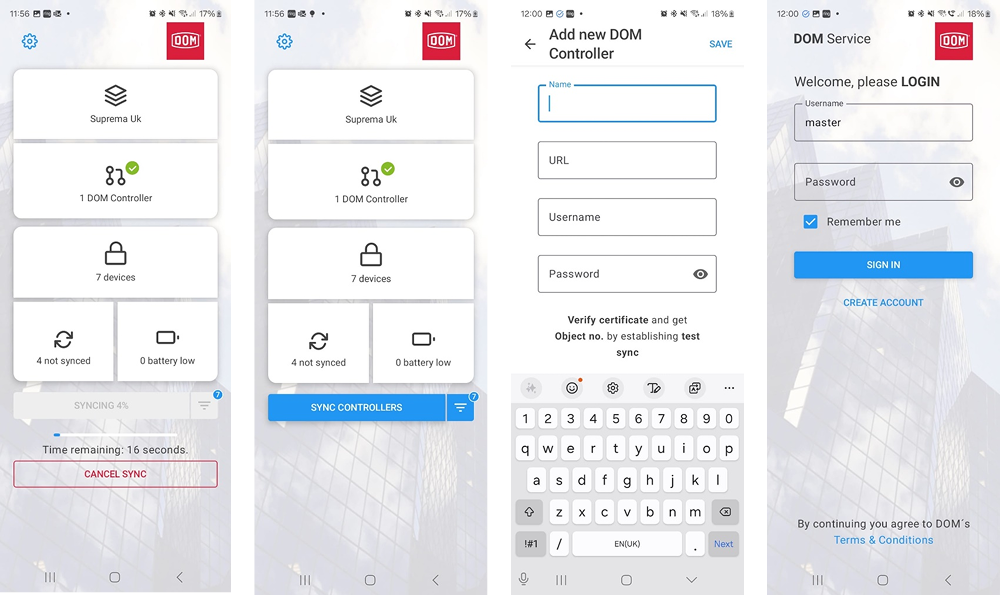 11:56
17%
DOM
Suprema Uk
1 DOM Controller
7 devices
4 not synced
0 battery low
SYNCING 4%
7
Time remaining: 16 seconds.
CANCEL SYNC
11:56
17%
DOM
Suprema Uk
1 DOM Controller
7 devices
4 not synced
0 battery low
SYNC CONTROLLERS
7
12:00
18%
Add new DOM
Controller
SAVE
Name
URL
Username
Password
Verify certificate and get
Object no. by establishing test
sync
1 2 3 4 5 6 7 8 9 0
q w e r t y u i o p
a s d f g h j k l
z x c v b n m
!#1 / EN(UK) . Next
12:00
18%
DOM Service
DOM
Welcome, please LOGIN
Username
master
Password
Remember me
SIGN IN
CREATE ACCOUNT
By continuing you agree to DOM´s
Terms & Conditions